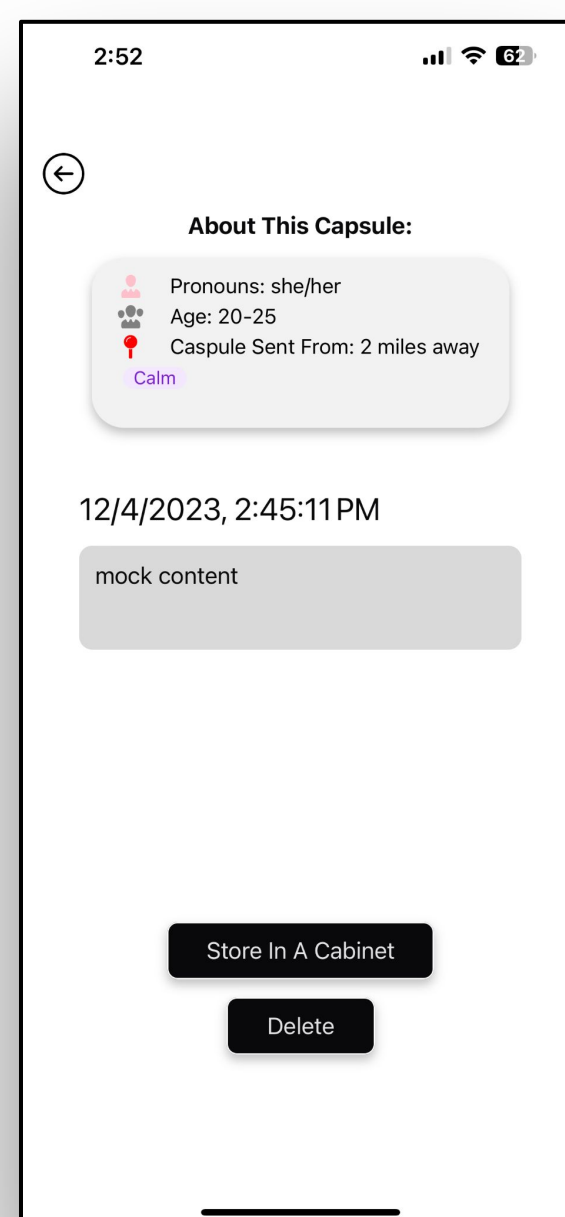 2:52
62
About This Capsule:
Pronouns: she/her
Age: 20-25
Caspule Sent From: 2 miles away
Calm
12/4/2023, 2:45:11 PM
mock content
Store In A Cabinet
Delete